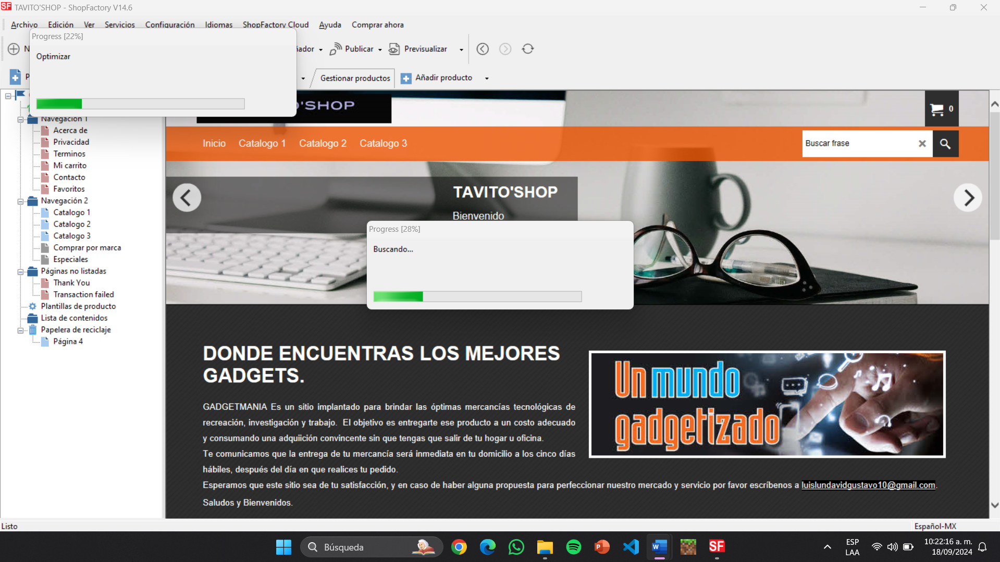 TAVITO'SHOP - ShopFactory V14.6
Archivo Edición Ver Servicios Configuración Idiomas ShopFactory Cloud Ayuda Comprar ahora
Progress [22%]
Optimizar
Publicar Previsualizar
Gestionar productos Añadir producto
'SHOP
0
Navegación 1
Acerca de
Privacidad
Terminos
Mi carrito
Contacto
Favoritos
Navegación 2
Catalogo 1
Catalogo 2
Catalogo 3
Comprar por marca
Especiales
Páginas no listadas
Thank You
Transaction failed
Plantillas de producto
Lista de contenidos
Papelera de reciclaje
Página 4
Inicio Catalogo 1 Catalogo 2 Catalogo 3
Buscar frase
TAVITO'SHOP
Bienvenido
Progress [28%]
Buscando...
DONDE ENCUENTRAS LOS MEJORES
GADGETS.
GADGETMANIA Es un sitio implantado para brindar las óptimas mercancías tecnológicas de
recreación, investigación y trabajo. El objetivo es entregarte ese producto a un costo adecuado
y consumando una adquiición convincente sin que tengas que salir de tu hogar u oficina.
Te comunicamos que la entrega de tu mercancía será inmediata en tu domicilio a los cinco días
hábiles, después del día en que realices tu pedido.
Esperamos que este sitio sea de tu satisfacción, y en caso de haber alguna propuesta para perfeccionar nuestro mercado y servicio por favor escríbenos a luislundavidgustavo10@gmail.com.
Saludos y Bienvenidos.
Un mundo
gadgetizado
Listo
Español-MX
Búsqueda
SF
ESP
LAA
10:22:16 a. m.
18/09/2024